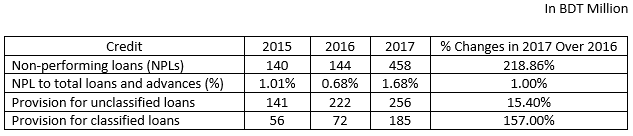 In BDT Million
Credit 2015 2016 2017 % Changes in 2017 Over 2016
Non-performing loans (NPLs) 140 144 458 218.86%
NPL to total loans and advances (%) 1.01% 0.68% 1.68% 1.00%
Provision for unclassified loans 141 222 256 15.40%
Provision for classified loans 56 72 185 157.00%